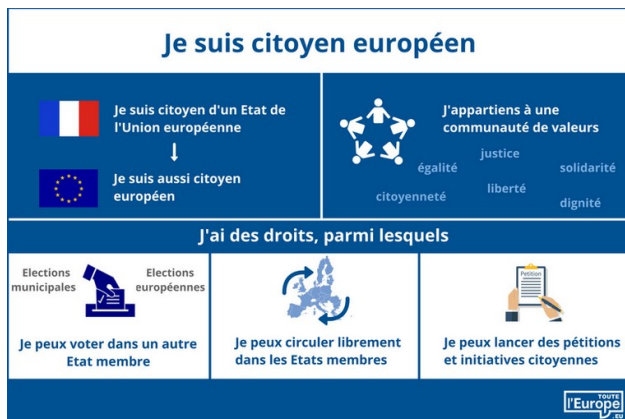 Je suis citoyen européen
Je suis citoyen d'un Etat de
l'Union européenne
Je suis aussi citoyen
européen
J'appartiens à une
communauté de valeurs
justice
égalité
solidarité
liberté
citoyenneté
dignité
J'ai des droits, parmi lesquels
Elections
municipales
Elections
européennes
Je peux voter dans un autre
Etat membre
Je peux circuler librement
dans les Etats membres
Petition
Je peux lancer des pétitions
et initiatives citoyennes
TOUTE
l'Europe
.EU